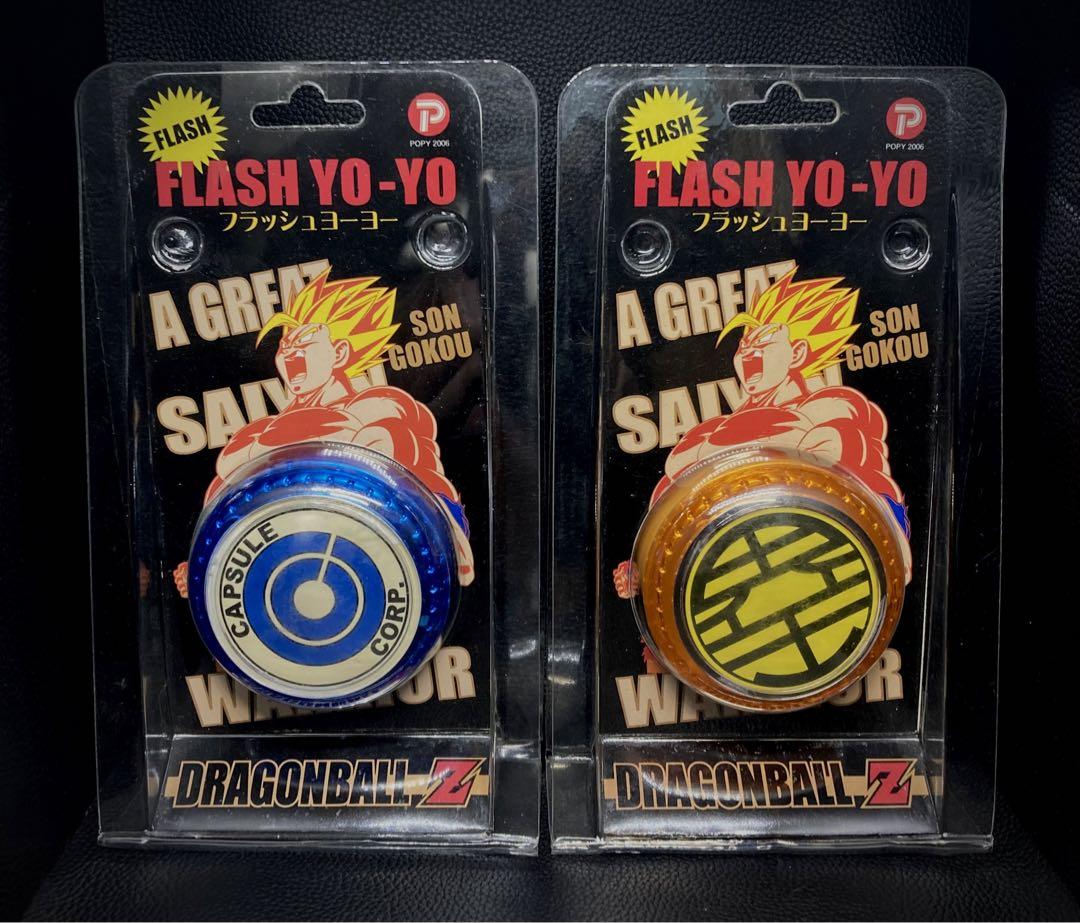 FLASH
P
POPY 2006
FLASH YO-YO
フラッシュヨーヨー
A GREAT
SON
GOKOU
SAIY
CAPSULE
CORP.
DRAGONBALL Z
FLASH
P
POPY 2006
FLASH YO-YO
フラッシュヨーヨー
A GREAT
SON
GOKOU
SAIYAN
DRAGONBALL Z